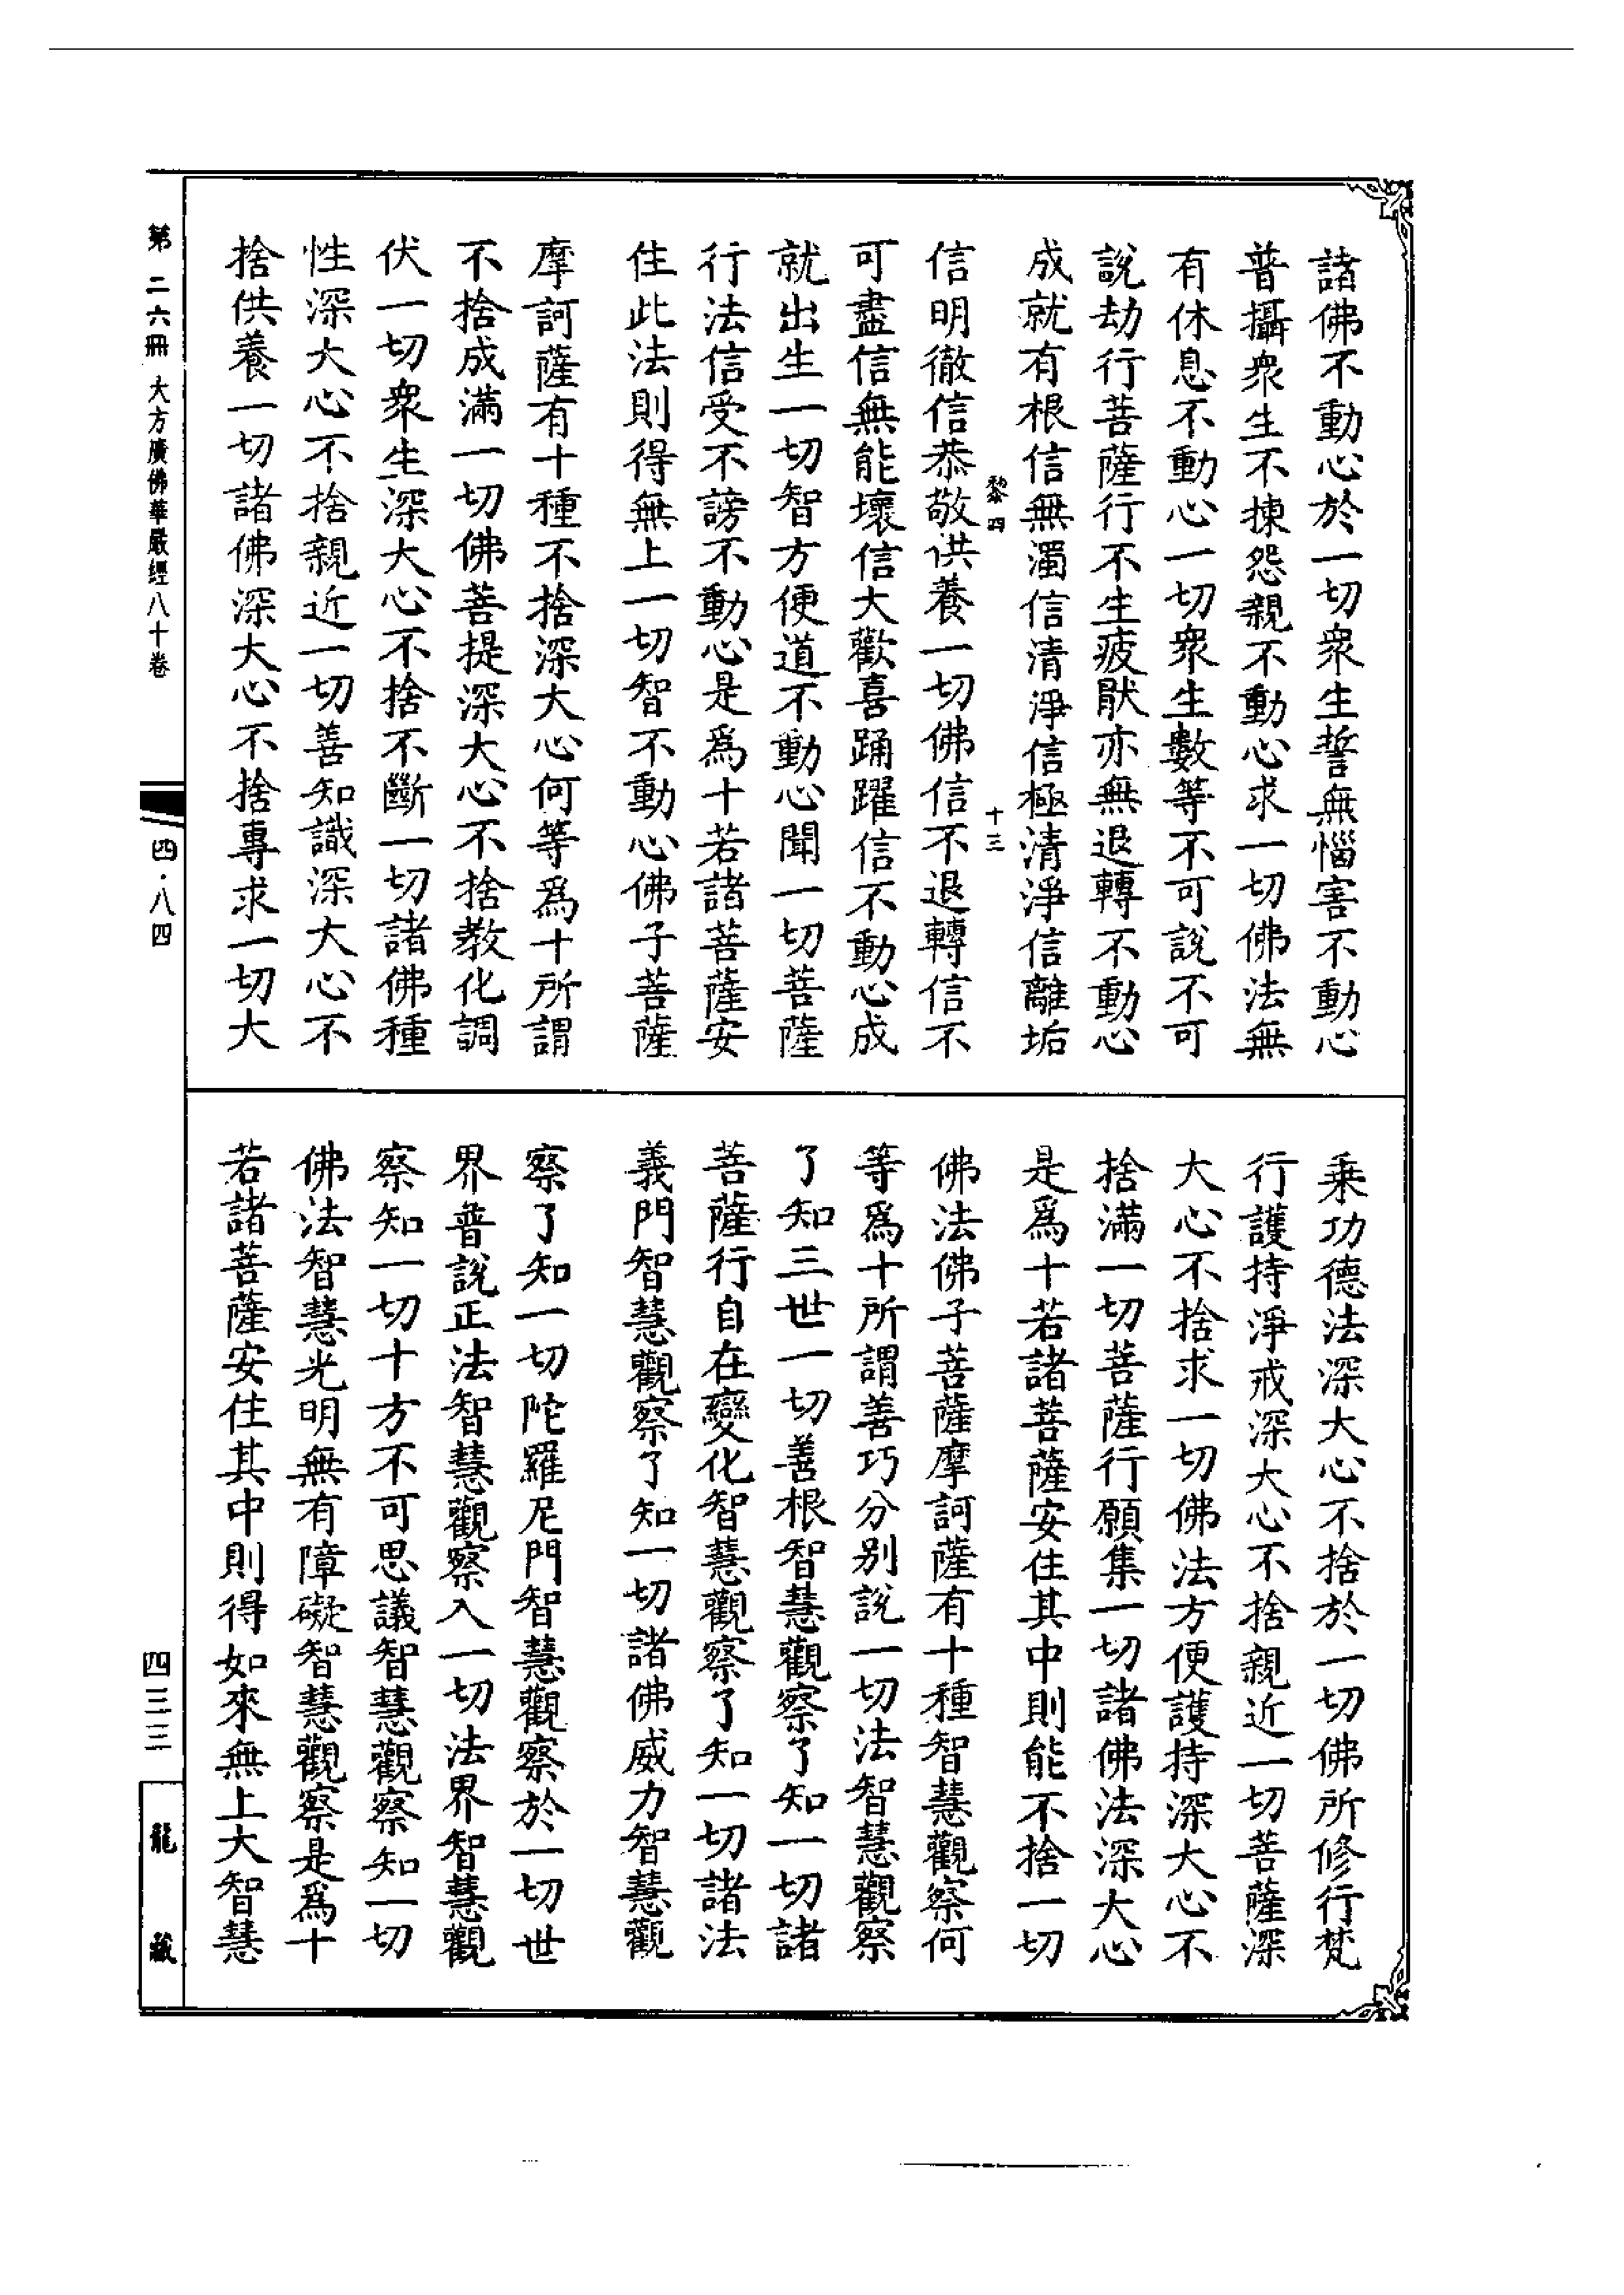 諸佛不動心於一切衆生誓無惱害不動心
普攝衆生不揀怨親不動心求一切佛法無
有休息不動心一切衆生數等不可說不可
說劫行菩薩行不生疲厭亦無退轉不動心
成就有根信無濁信清淨信極清淨信離垢
黎四 十三
信明徹信恭敬供養一切佛信不退轉信不
可盡信無能壞信大歡喜踊躍信不動心成
就出生一切智方便道不動心聞一切菩薩
行法信受不謗不動心是爲十若諸菩薩安
住此法則得無上一切智不動心佛子菩薩
摩訶薩有十種不捨深大心何等爲十所謂
不捨成滿一切佛菩提深大心不捨教化調
伏一切衆生深大心不捨不斷一切諸佛種
性深大心不捨親近一切善知識深大心不
捨供養一切諸佛深大心不捨專求一切大
乗功德法深大心不捨於一切佛所修行梵
行護持淨戒深大心不捨親近一切菩薩深
大心不捨求一切佛法方便護持深大心不
捨滿一切菩薩行願集一切諸佛法深大心
是爲十若諸菩薩安住其中則能不捨一切
佛法佛子菩薩摩訶薩有十種智慧觀察何
等爲十所謂善巧分別說一切法智慧觀察
了知三世一切善根智慧觀察了知一切諸
菩薩行自在變化智慧觀察了知一切諸法
義門智慧觀察了知一切諸佛威力智慧觀
察了知一切陀羅尼門智慧觀察於一切世
界普說正法智慧觀察入一切法界智慧觀
察知一切十方不可思議智慧觀察知一切
佛法智慧光明無有障礙智慧觀察是爲十
若諸菩薩安住其中則得如來無上大智慧
第二六冊 大方廣佛華嚴經八十卷 四·八四 四三三 龍藏